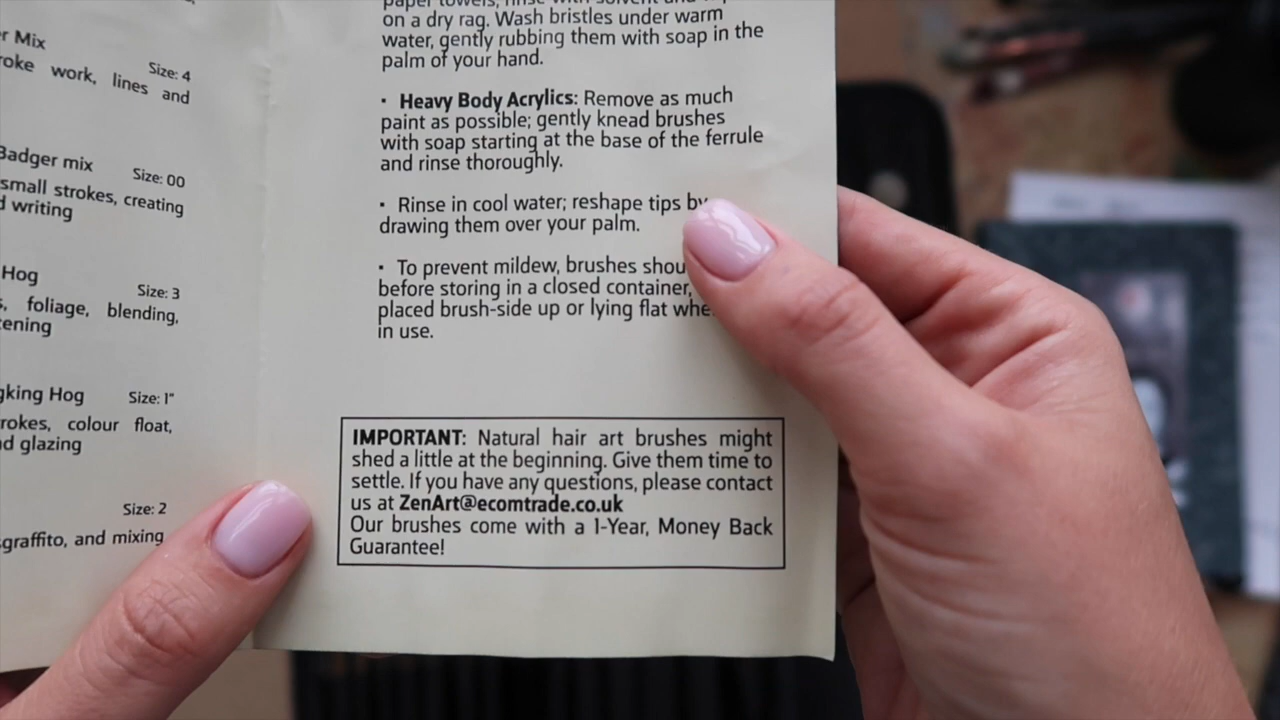 r Mix
Size: 4
roke work, lines and
Badger mix
Size: 00
small strokes, creating
d writing
Hog
Size: 3
s, foliage, blending,
ening
gking Hog
Size: 1"
rokes, colour float,
nd glazing
Size: 2
graffito, and mixing
on a dry rag. Wash bristles under warm
water, gently rubbing them with soap in the
palm of your hand.
· Heavy Body Acrylics: Remove as much
paint as possible; gently knead brushes
with soap starting at the base of the ferrule
and rinse thoroughly.
· Rinse in cool water; reshape tips by
drawing them over your palm.
· To prevent mildew, brushes shou
before storing in a closed container,
placed brush-side up or lying flat whe
in use.
IMPORTANT: Natural hair art brushes might
shed a little at the beginning. Give them time to
settle. If you have any questions, please contact
us at ZenArt@ecomtrade.co.uk
Our brushes come with a 1-Year, Money Back
Guarantee!